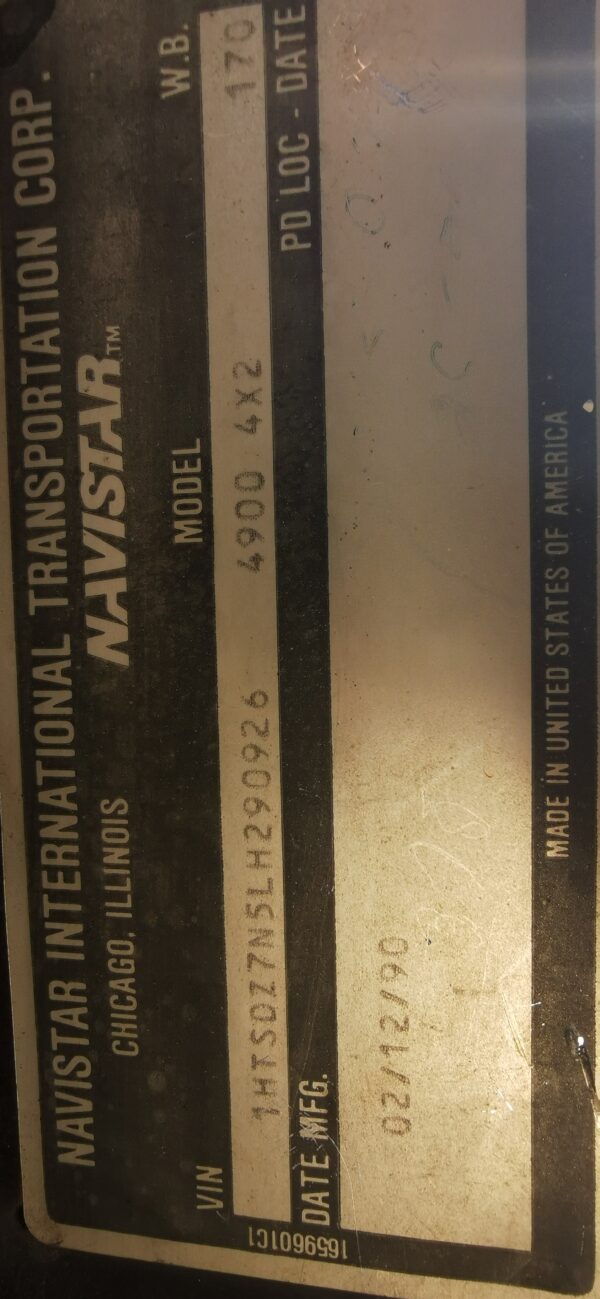 NAVISTAR INTERNATIONAL TRANSPORTATION CORP.
CHICAGO, ILLINOIS NAVISTAR™
VIN MODEL W.B.
1HTSDZ7N5LH290926 4900 4X2 170
DATE MFG. PD LOC - DATE
02/12/90
MADE IN UNITED STATES OF AMERICA
1659601C1